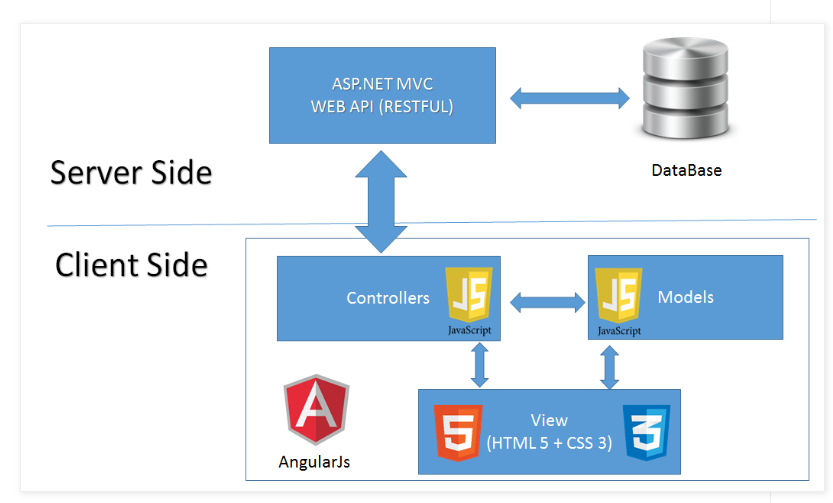 ASP.NET MVC
WEB API (RESTFUL)
DataBase
Server Side
Client Side
Controllers
JS
JavaScript
JS
JavaScript
Models
A
AngularJs
5
View
(HTML 5 + CSS 3)
3